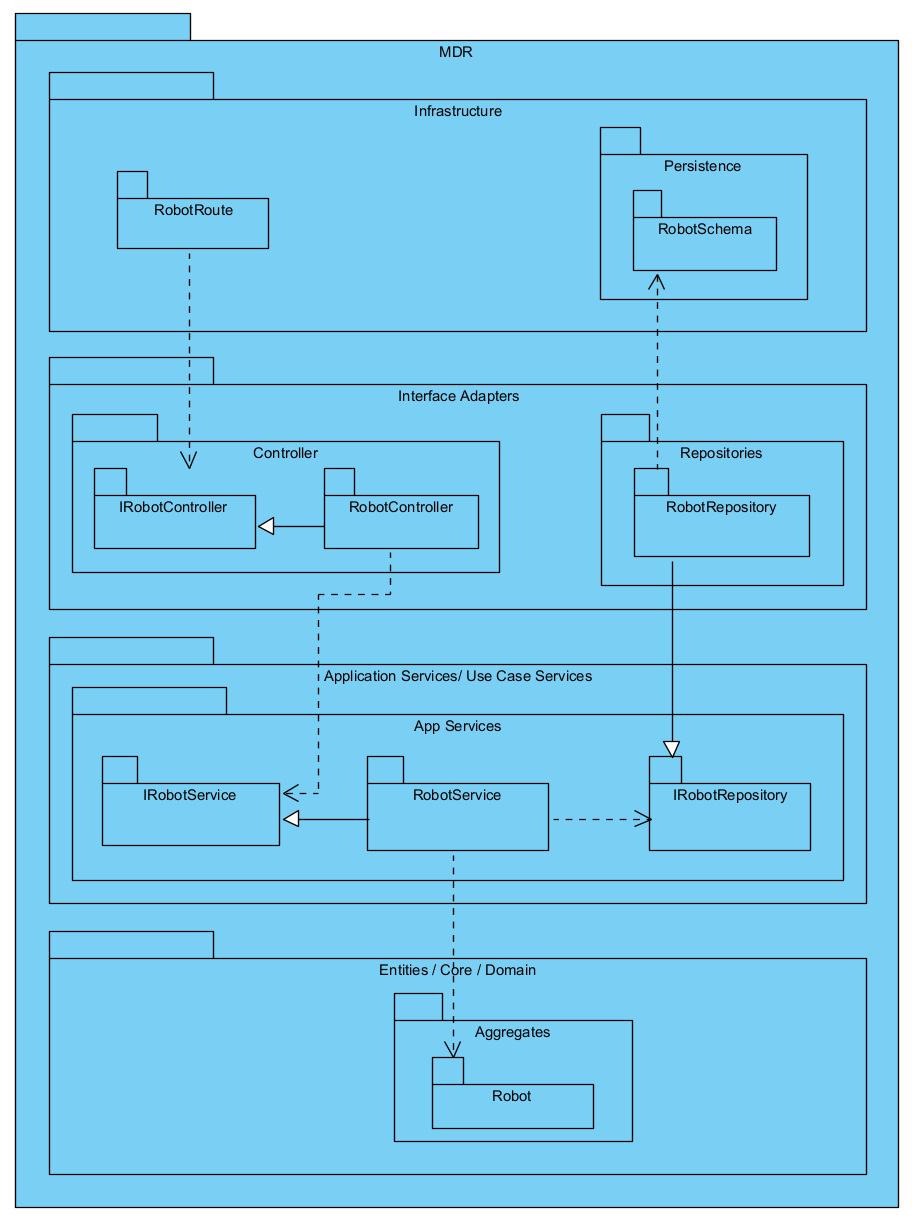 MDR
Infrastructure
Persistence
RobotRoute
RobotSchema
Interface Adapters
Controller
Repositories
IRobotController
RobotController
RobotRepository
Application Services/ Use Case Services
App Services
IRobotService
RobotService
IRobotRepository
Entities / Core / Domain
Aggregates
Robot